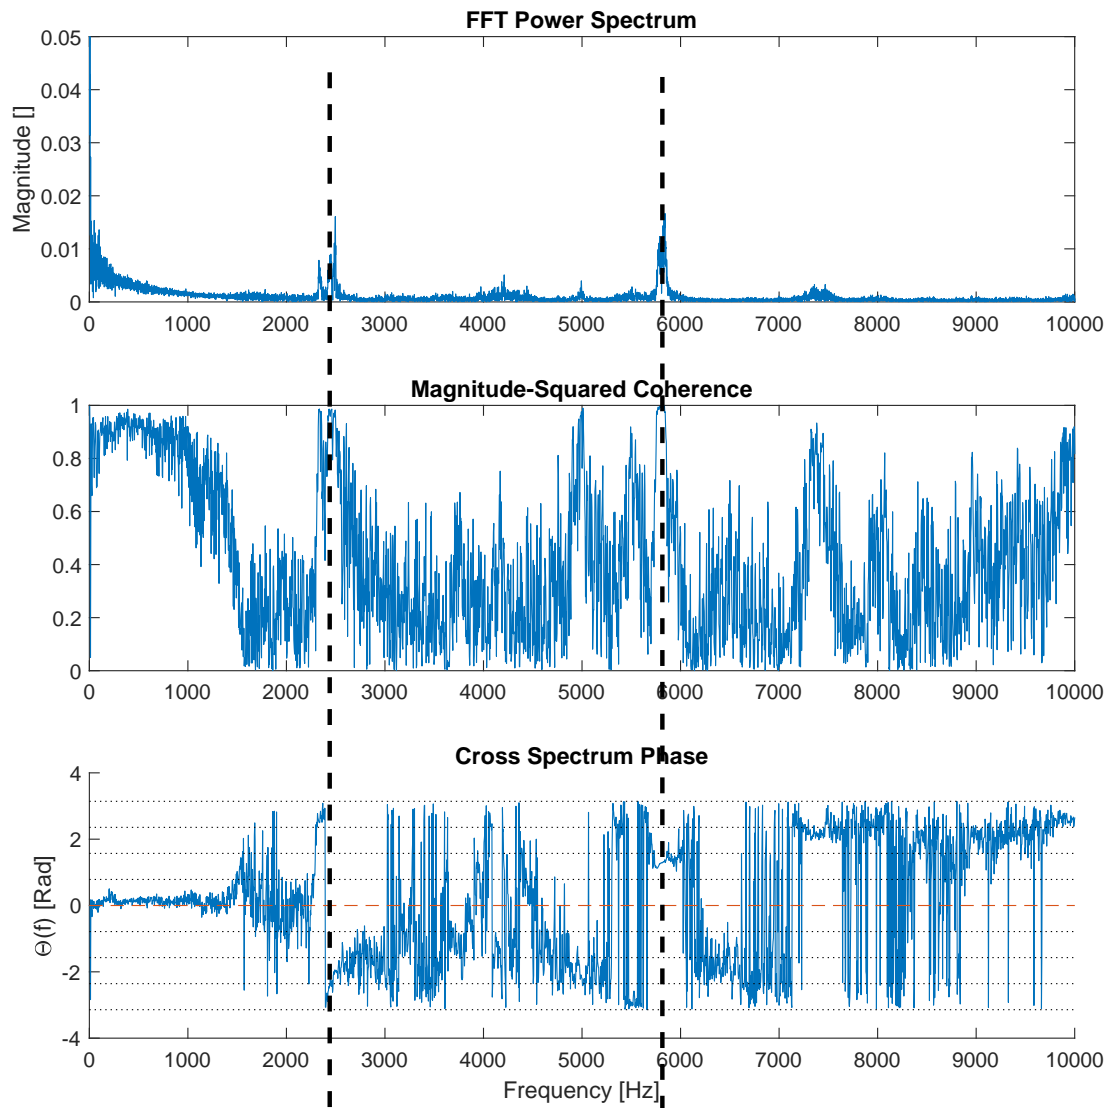 FFT Power Spectrum
Magnitude []
0.05
0.04
0.03
0.02
0.01
0
0 1000 2000 3000 4000 5000 6000 7000 8000 9000 10000
Magnitude-Squared Coherence
1
0.8
0.6
0.4
0.2
0
0 1000 2000 3000 4000 5000 6000 7000 8000 9000 10000
Cross Spectrum Phase
Θ(f) [Rad]
4
2
0
-2
-4
0 1000 2000 3000 4000 5000 6000 7000 8000 9000 10000
Frequency [Hz]